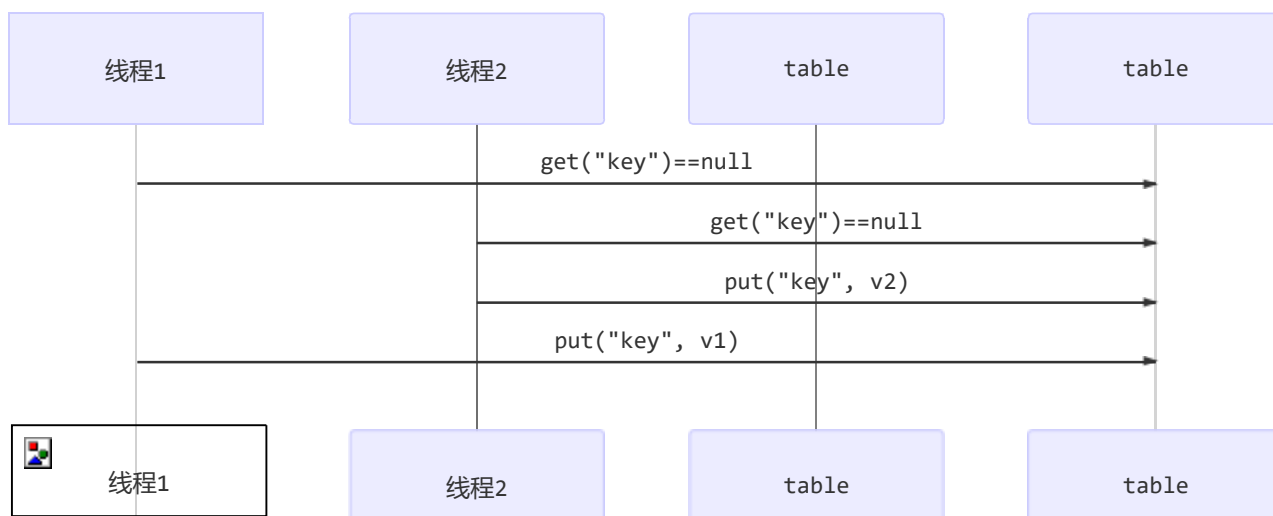 线程1 线程2 table table
get("key")==null
get("key")==null
put("key", v2)
put("key", v1)
线程1 线程2 table table